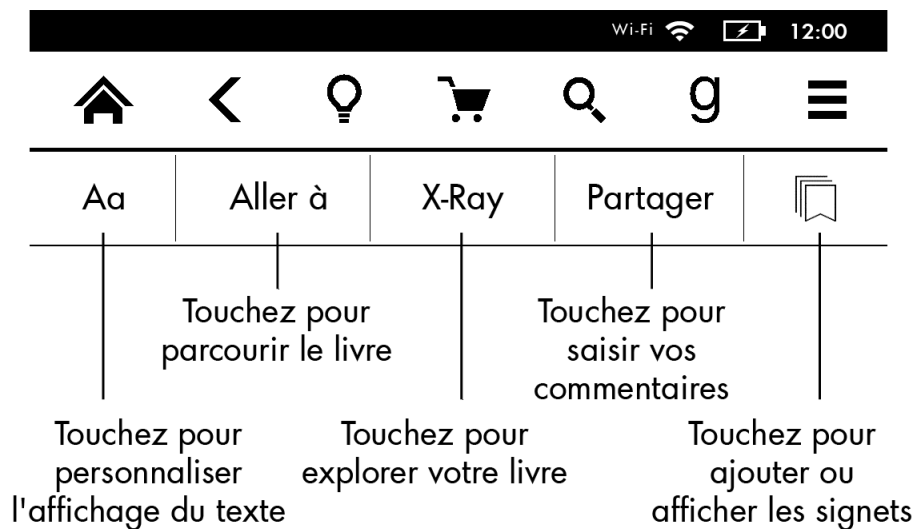 Wi-Fi 12:00
g
Aa Aller à X-Ray Partager
Touchez pour
parcourir le livre
Touchez pour
saisir vos
commentaires
Touchez pour
personnaliser
l'affichage du texte
Touchez pour
explorer votre livre
Touchez pour
ajouter ou
afficher les signets